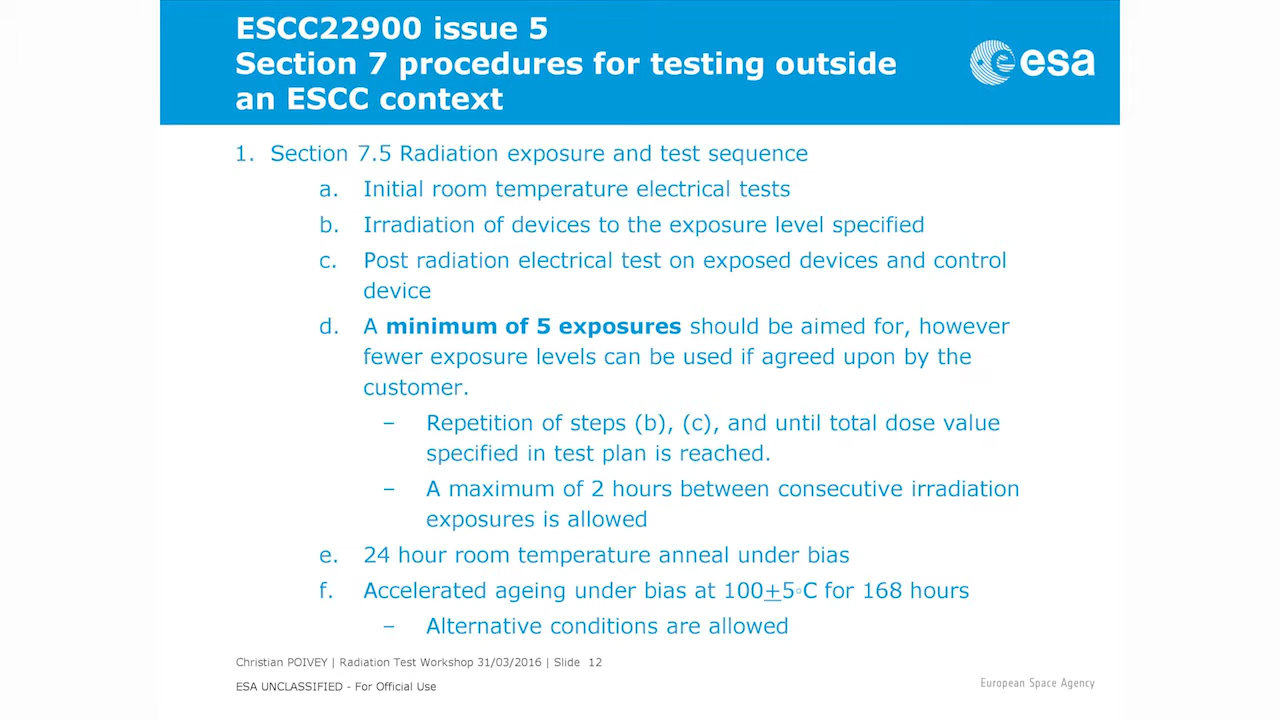 ESCC22900 issue 5
Section 7 procedures for testing outside
an ESCC context
esa
1. Section 7.5 Radiation exposure and test sequence
a. Initial room temperature electrical tests
b. Irradiation of devices to the exposure level specified
c. Post radiation electrical test on exposed devices and control
device
d. A minimum of 5 exposures should be aimed for, however
fewer exposure levels can be used if agreed upon by the
customer.
– Repetition of steps (b), (c), and until total dose value
specified in test plan is reached.
– A maximum of 2 hours between consecutive irradiation
exposures is allowed
e. 24 hour room temperature anneal under bias
f. Accelerated ageing under bias at 100±5◦C for 168 hours
– Alternative conditions are allowed
Christian POIVEY | Radiation Test Workshop 31/03/2016 | Slide 12
ESA UNCLASSIFIED - For Official Use
European Space Agency